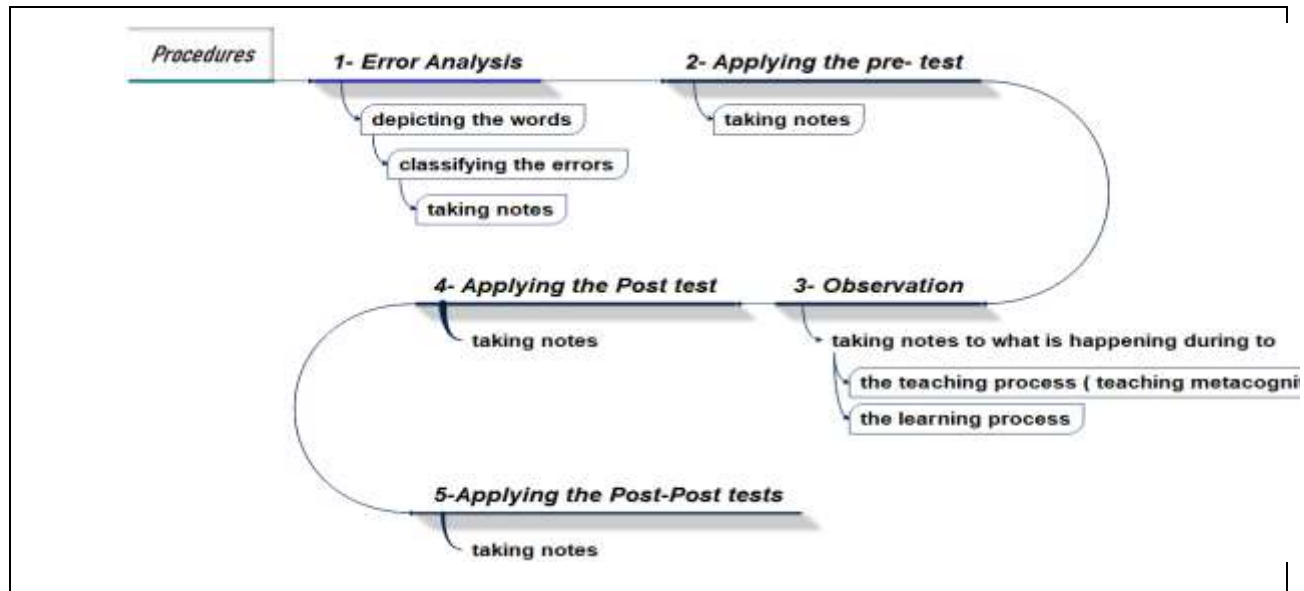 Procedures
1- Error Analysis
depicting the words
classifying the errors
taking notes
2- Applying the pre- test
taking notes
3- Observation
taking notes to what is happening during to
the teaching process ( teaching metacognit
the learning process
4- Applying the Post test
taking notes
5-Applying the Post-Post tests
taking notes